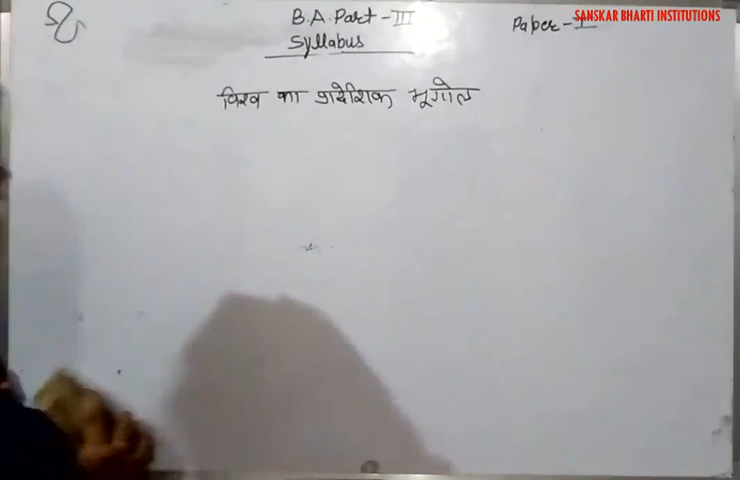 B.A. Part - III
Paper - I
SANSKAR BHARTI INSTITUTIONS
Syllabus
विश्व का प्रादेशिक भूगोल